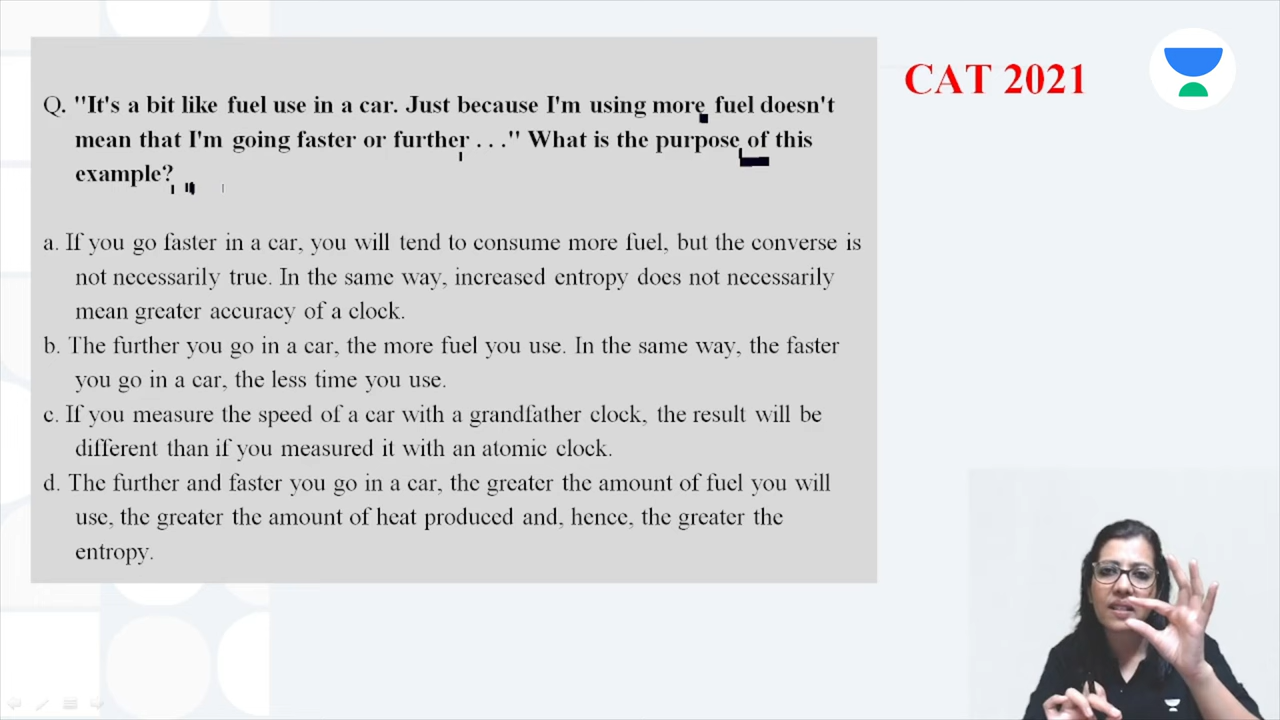 CAT 2021
Q. "It's a bit like fuel use in a car. Just because I'm using more fuel doesn't
mean that I'm going faster or further . . ." What is the purpose of this
example?
a. If you go faster in a car, you will tend to consume more fuel, but the converse is
not necessarily true. In the same way, increased entropy does not necessarily
mean greater accuracy of a clock.
b. The further you go in a car, the more fuel you use. In the same way, the faster
you go in a car, the less time you use.
c. If you measure the speed of a car with a grandfather clock, the result will be
different than if you measured it with an atomic clock.
d. The further and faster you go in a car, the greater the amount of fuel you will
use, the greater the amount of heat produced and, hence, the greater the
entropy.